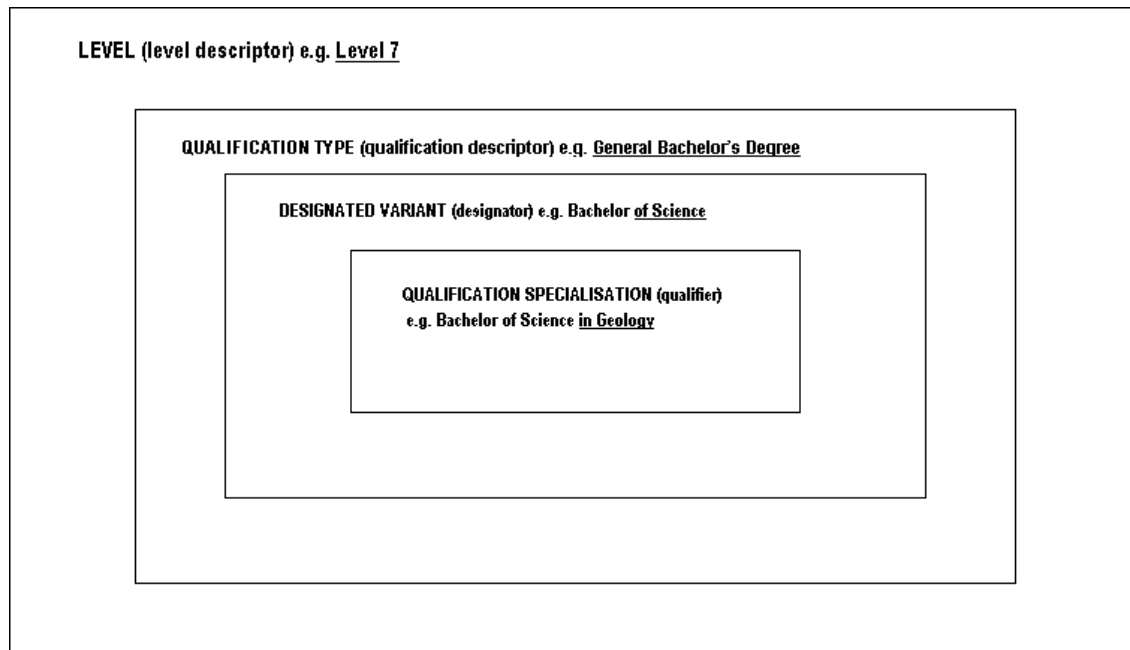 LEVEL (level descriptor) e.g. Level 7
QUALIFICATION TYPE (qualification descriptor) e.g. General Bachelor's Degree
DESIGNATED VARIANT (designator) e.g. Bachelor of Science
QUALIFICATION SPECIALISATION (qualifier)
e.g. Bachelor of Science in Geology